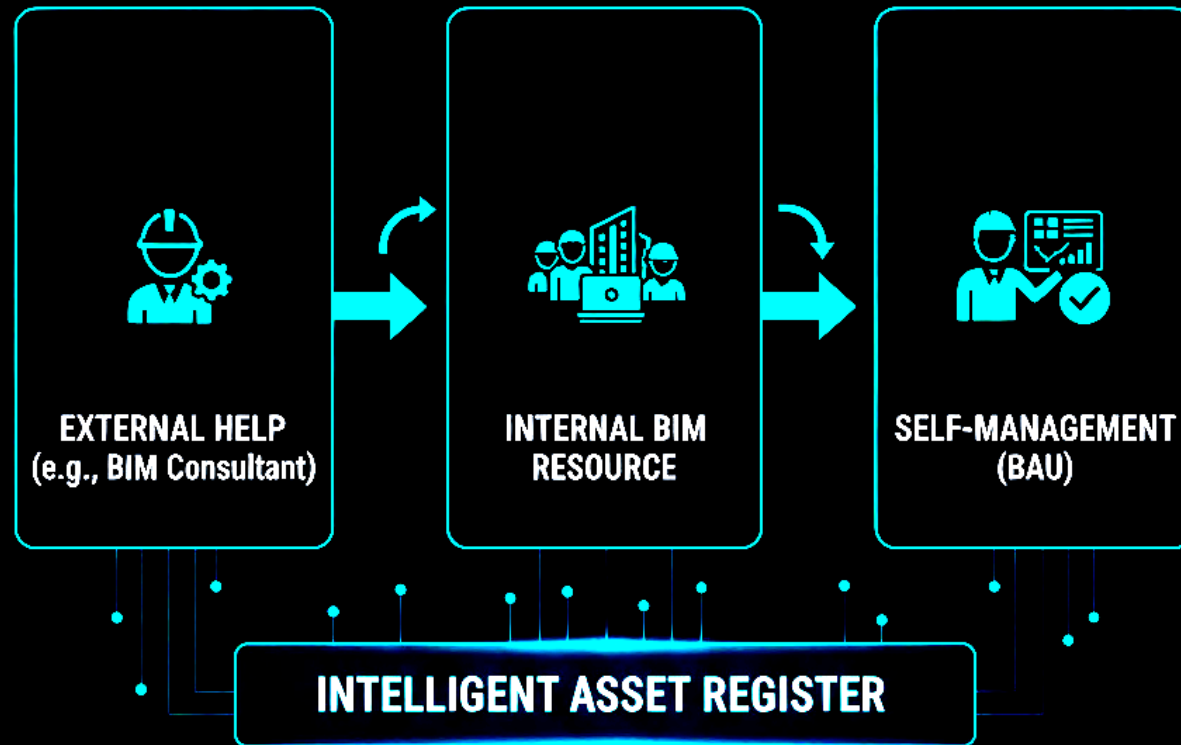 EXTERNAL HELP
(e.g., BIM Consultant)
INTERNAL BIM
RESOURCE
SELF-MANAGEMENT
(BAU)
INTELLIGENT ASSET REGISTER